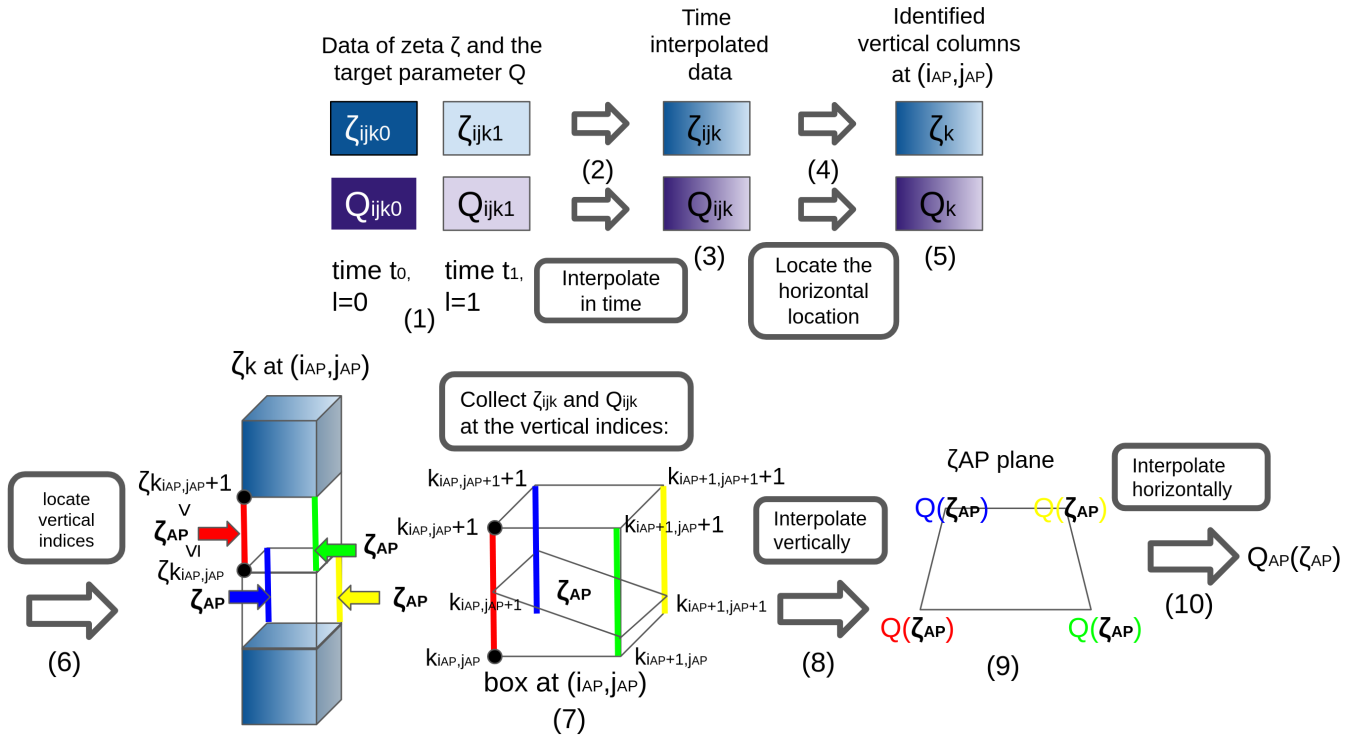 Data of zeta ζ and the
target parameter Q
Time
interpolated
data
Identified
vertical columns
at (iAP,jAP)
ζijk0
ζijk1
ζijk
ζk
(2)
(4)
Qijk0
Qijk1
Qijk
Qk
(3)
(5)
time t0,
l=0
time t1,
l=1
(1)
Interpolate
in time
Locate the
horizontal
location
locate
vertical
indices
(6)
ζk at (iAP,jAP)
ζkiAP,jAP+1
V
ζAP
VI
ζkiAP,jAP
ζAP
ζAP
ζAP
Collect ζijk and Qijk
at the vertical indices:
kiAP,jAP+1+1
kiAP+1,jAP+1+1
kiAP,jAP+1
kiAP+1,jAP+1
ζAP
kiAP,jAP+1
kiAP+1,jAP+1
kiAP,jAP
kiAP+1,jAP
box at (iAP,jAP)
(7)
Interpolate
vertically
(8)
ζAP plane
Q(ζAP)
Q(ζAP)
Q(ζAP)
Q(ζAP)
(9)
Interpolate
horizontally
(10)
QAP(ζAP)